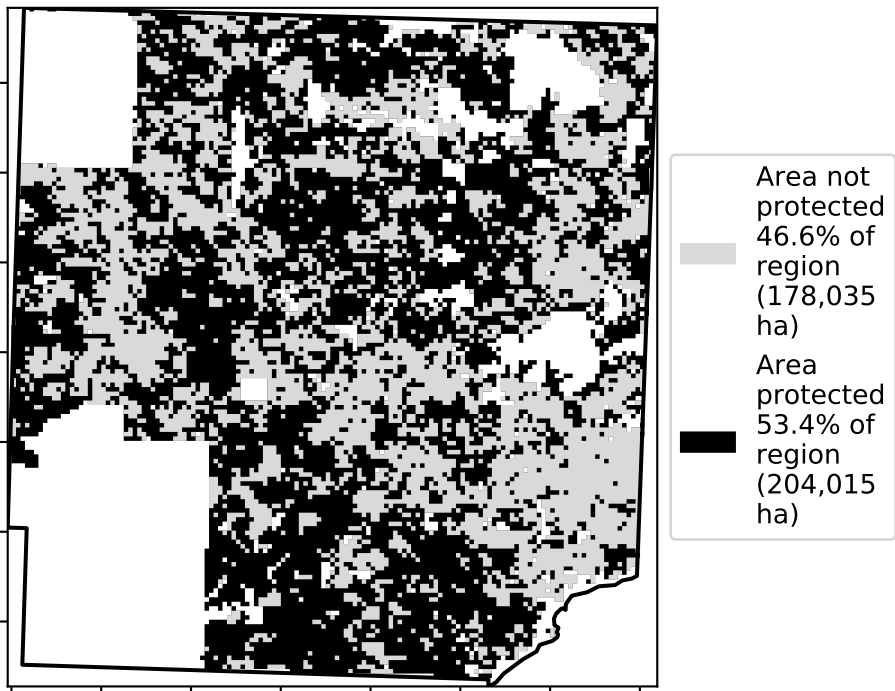 Area not
protected
46.6% of
region
(178,035
ha)
Area
protected
53.4% of
region
(204,015
ha)